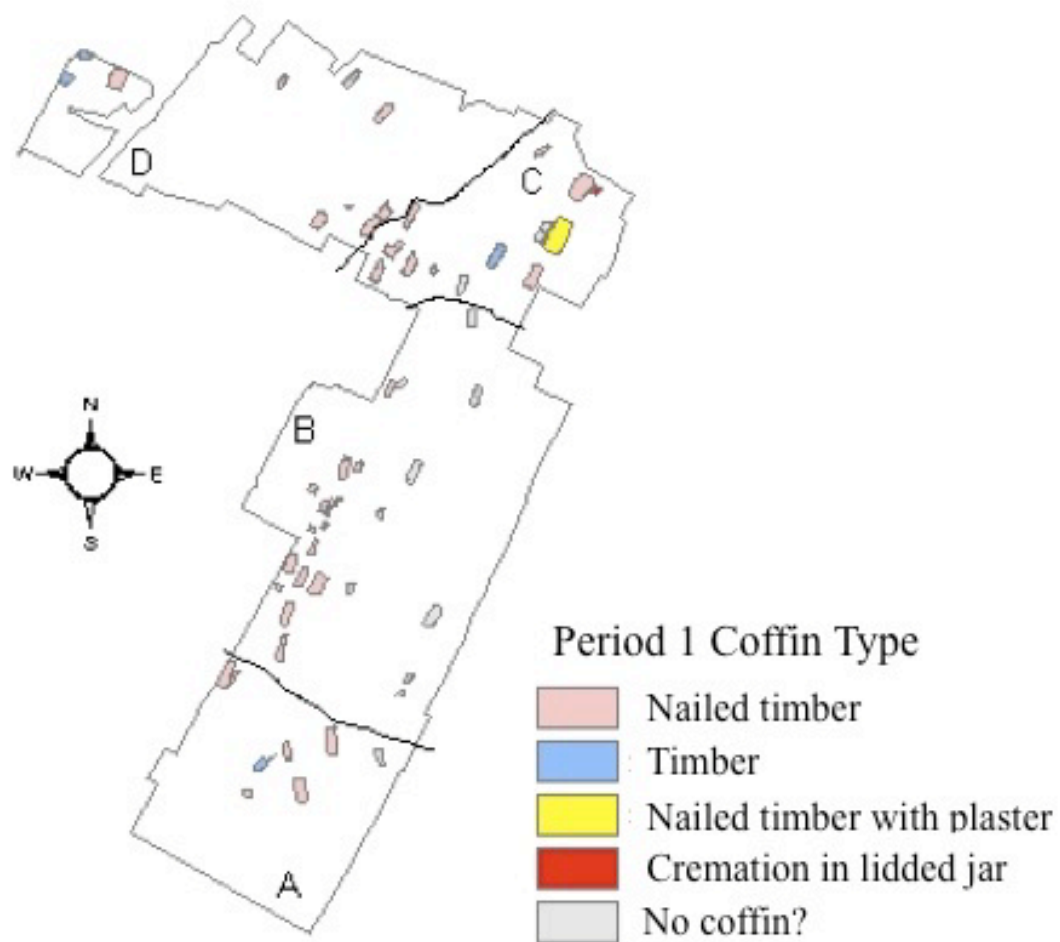 D
C
B
N
W E
S
A
Period 1 Coffin Type
Nailed timber
Timber
Nailed timber with plaster
Cremation in lidded jar
No coffin?